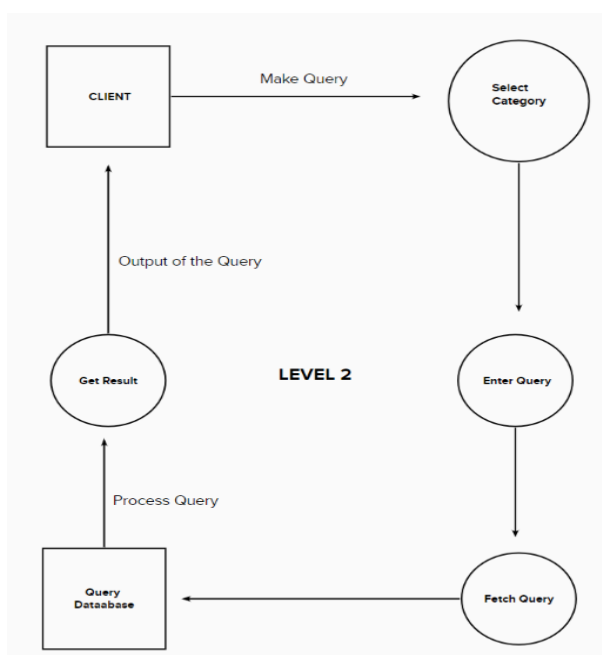 CLIENT
Make Query
Select
Category
Output of the Query
Get Result
LEVEL 2
Enter Query
Process Query
Query
Dataabase
Fetch Query